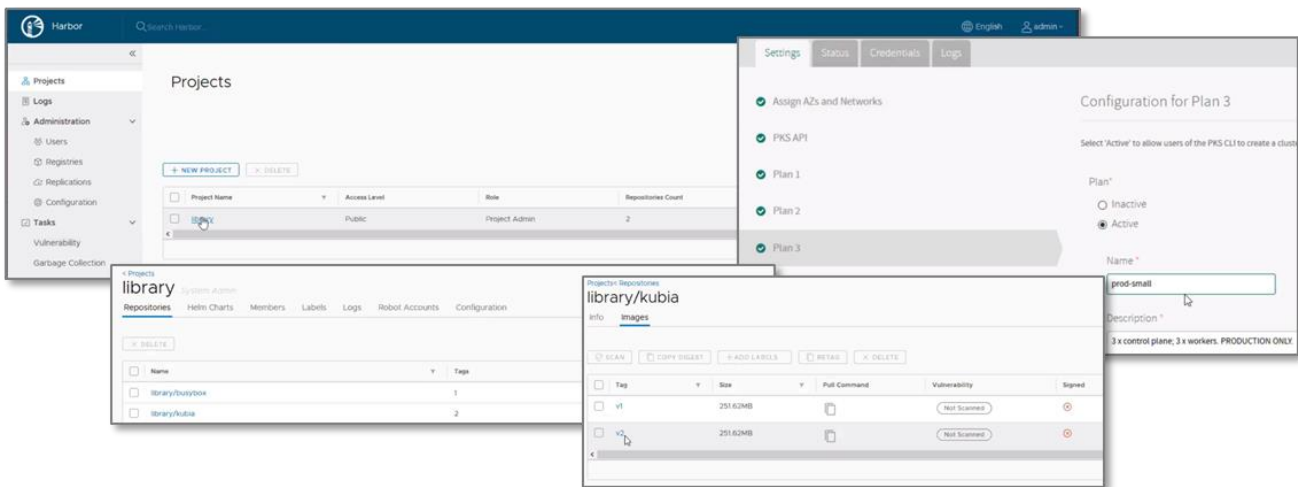 Harbor
Search Harbor...
English
admin
«
Projects
Logs
Administration
Users
Registries
Replications
Configuration
Tasks
Vulnerability
Garbage Collection
Projects
+ NEW PROJECT
× DELETE
Project Name
Access Level
Role
Repositories Count
library
Public
Project Admin
2
Settings
Status
Credentials
Logs
Assign AZs and Networks
PKS API
Plan 1
Plan 2
Plan 3
Configuration for Plan 3
Select 'Active' to allow users of the PKS CLI to create a cluste
Plan*
Inactive
Active
Name *
prod-small
Description *
3 x control plane; 3 x workers. PRODUCTION ONLY.
< Projects
library System Admin
Repositories
Helm Charts
Members
Labels
Logs
Robot Accounts
Configuration
× DELETE
Name
Tags
library/busybox
1
library/kubia
2
Projects< Repositories
library/kubia
Info
Images
SCAN
COPY DIGEST
+ ADD LABELS
RETAG
× DELETE
Tag
Size
Pull Command
Vulnerability
Signed
v1
251.62MB
Not Scanned
v2
251.62MB
Not Scanned